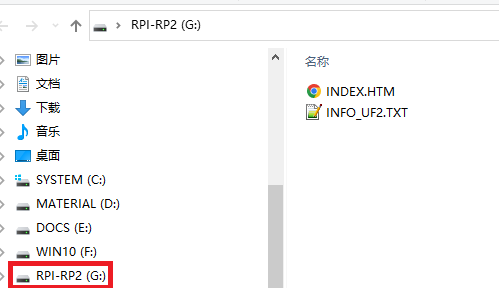 RPI-RP2 (G:)
图片
文档
下载
音乐
桌面
SYSTEM (C:)
MATERIAL (D:)
DOCS (E:)
WIN10 (F:)
RPI-RP2 (G:)
名称
INDEX.HTM
INFO_UF2.TXT